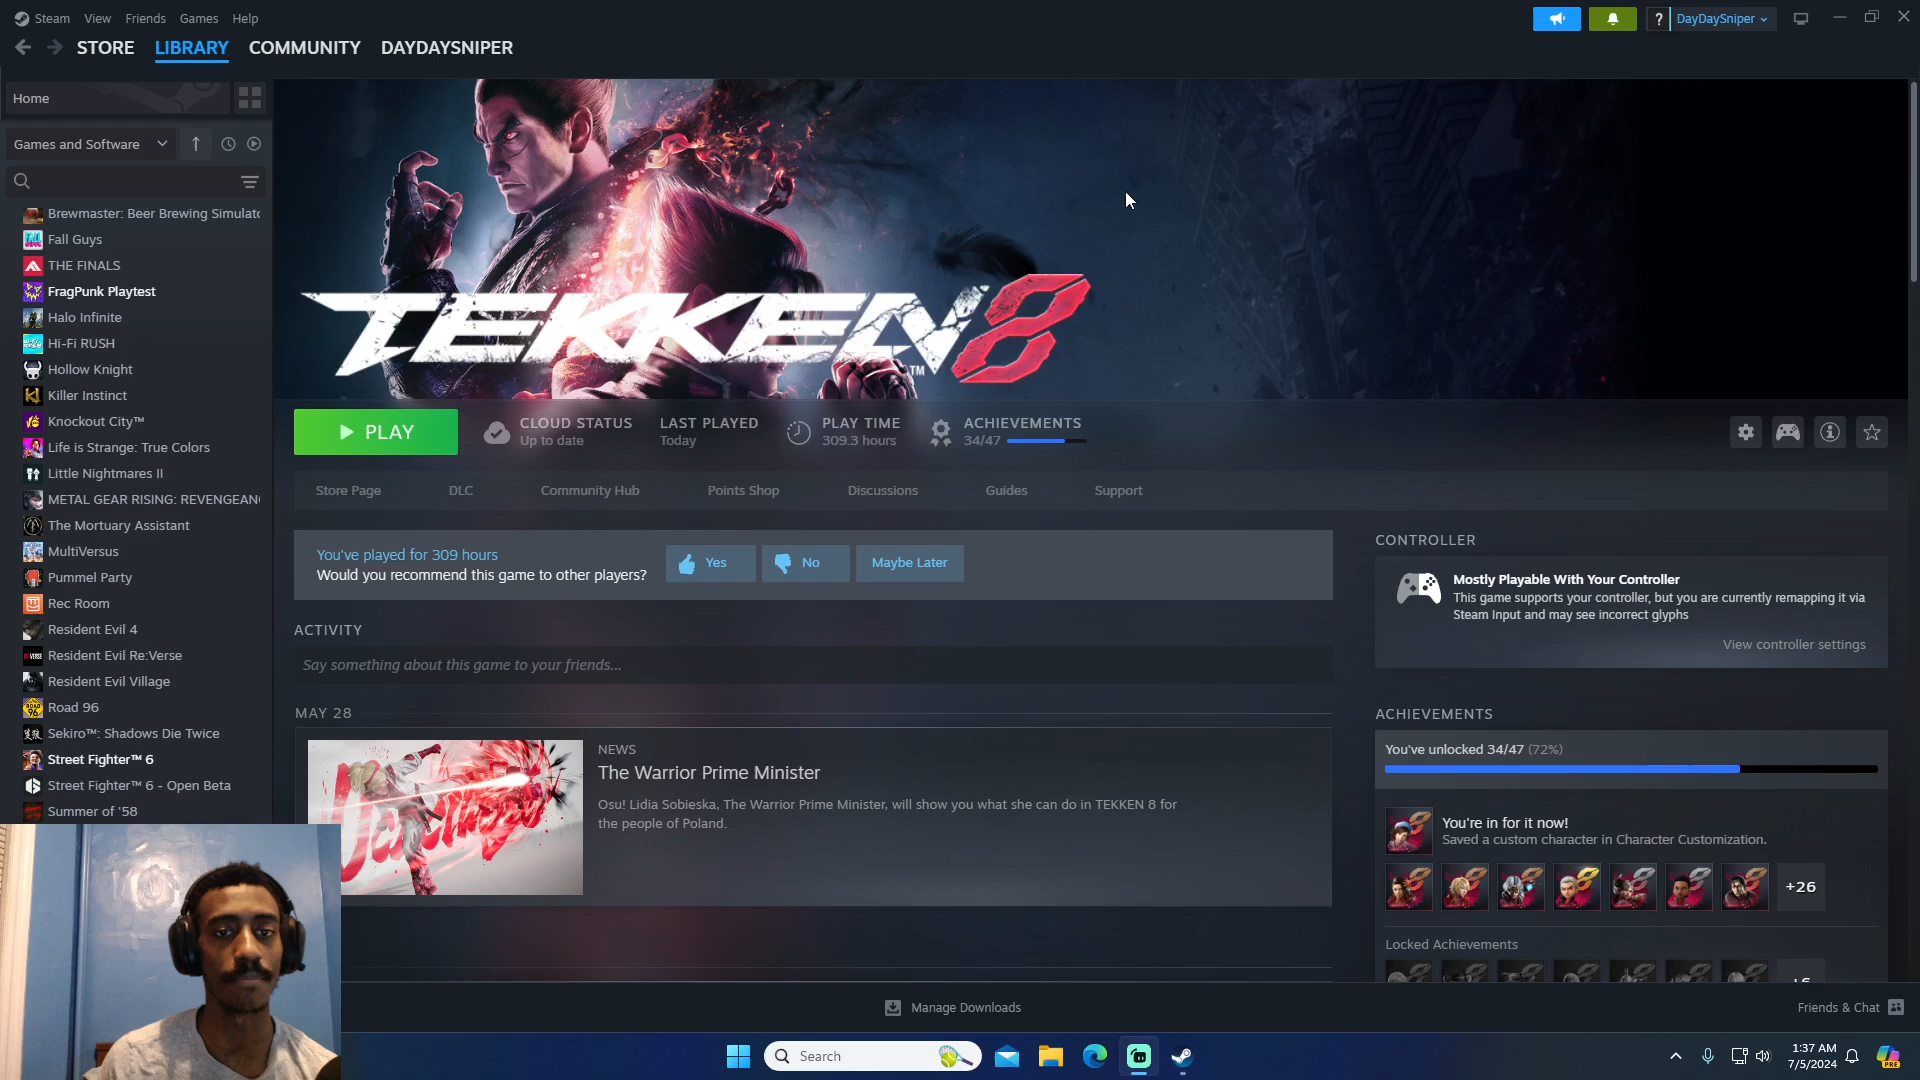 Steam View Friends Games Help
? DayDaySniper
STORE LIBRARY COMMUNITY DAYDAYSNIPER
Home
Games and Software
Brewmaster: Beer Brewing Simulato
Fall Guys
THE FINALS
FragPunk Playtest
Halo Infinite
Hi-Fi RUSH
Hollow Knight
Killer Instinct
Knockout City™
Life is Strange: True Colors
Little Nightmares II
METAL GEAR RISING: REVENGEAN
The Mortuary Assistant
MultiVersus
Pummel Party
Rec Room
Resident Evil 4
Resident Evil Re:Verse
Resident Evil Village
Road 96
Sekiro™: Shadows Die Twice
Street Fighter™ 6
Street Fighter™ 6 - Open Beta
Summer of '58
TEKKEN 8 ™
PLAY
CLOUD STATUS
Up to date
LAST PLAYED
Today
PLAY TIME
309.3 hours
ACHIEVEMENTS
34/47
Store Page DLC Community Hub Points Shop Discussions Guides Support
You've played for 309 hours
Would you recommend this game to other players?
Yes No Maybe Later
ACTIVITY
Say something about this game to your friends...
MAY 28
NEWS
The Warrior Prime Minister
Osu! Lidia Sobieska, The Warrior Prime Minister, will show you what she can do in TEKKEN 8 for
the people of Poland.
CONTROLLER
Mostly Playable With Your Controller
This game supports your controller, but you are currently remapping it via
Steam Input and may see incorrect glyphs
View controller settings
ACHIEVEMENTS
You've unlocked 34/47 (72%)
You're in for it now!
Saved a custom character in Character Customization.
+26
Locked Achievements
+6
Manage Downloads
Friends & Chat
Search
1:37 AM
7/5/2024
PRE